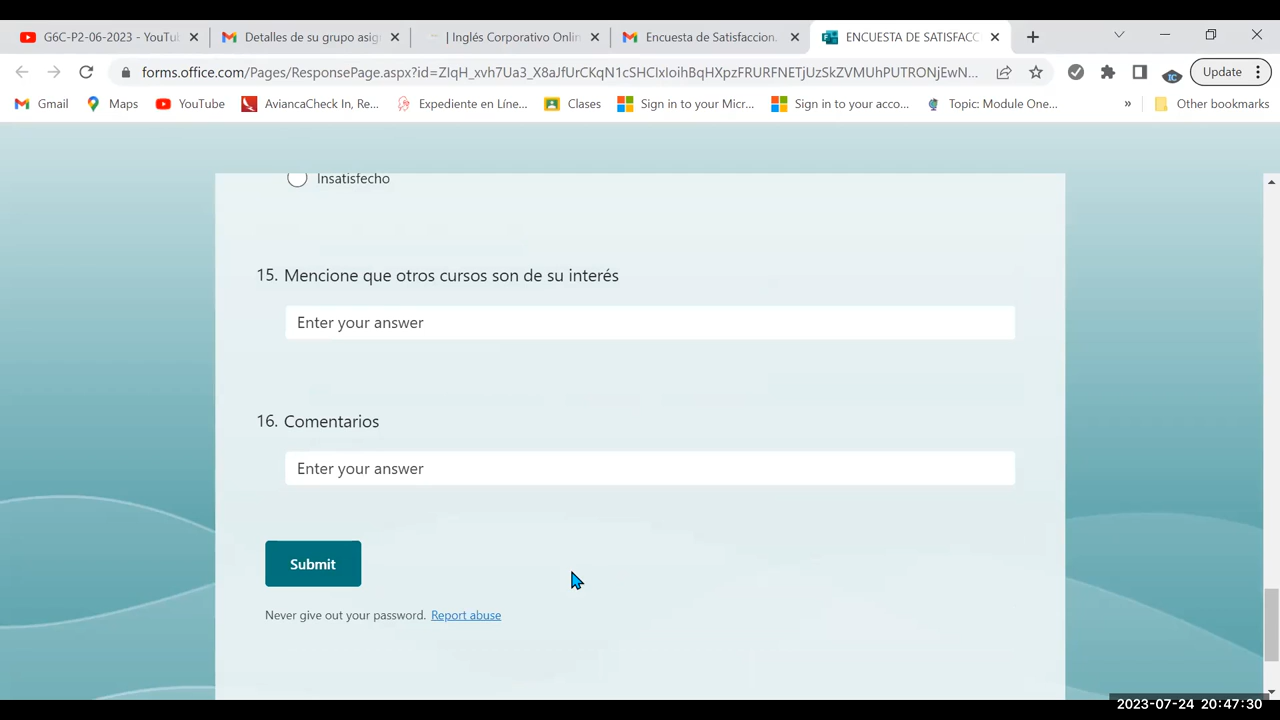 G6C-P2-06-2023 - YouTu
Detalles de su grupo asig
| Inglés Corporativo Onlin
Encuesta de Satisfaccion.
ENCUESTA DE SATISFACC
forms.office.com/Pages/ResponsePage.aspx?id=ZIqH_xvh7Ua3_X8aJfUrCKqN1cSHClxIoihBqHXpzFRURFNETjUzSkZVMUhPUTRONjEwN...
Update
Gmail
Maps
YouTube
AviancaCheck In, Re...
Expediente en Líne...
Clases
Sign in to your Micr...
Sign in to your acco...
Topic: Module One...
»
Other bookmarks
Insatisfecho
15. Mencione que otros cursos son de su interés
Enter your answer
16. Comentarios
Enter your answer
Submit
Never give out your password. Report abuse
2023-07-24 20:47:30